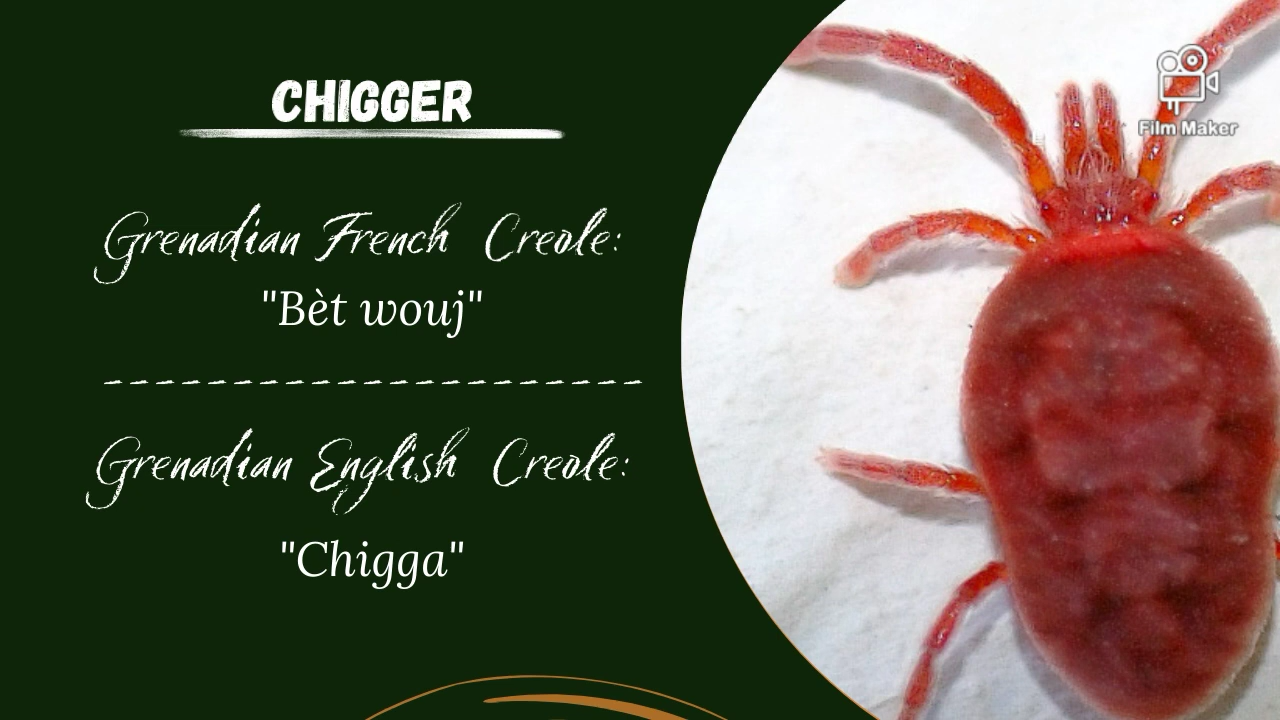 CHIGGER
Grenadian French Creole:
"Bèt wouj"
Grenadian English Creole:
"Chigga"
Film Maker